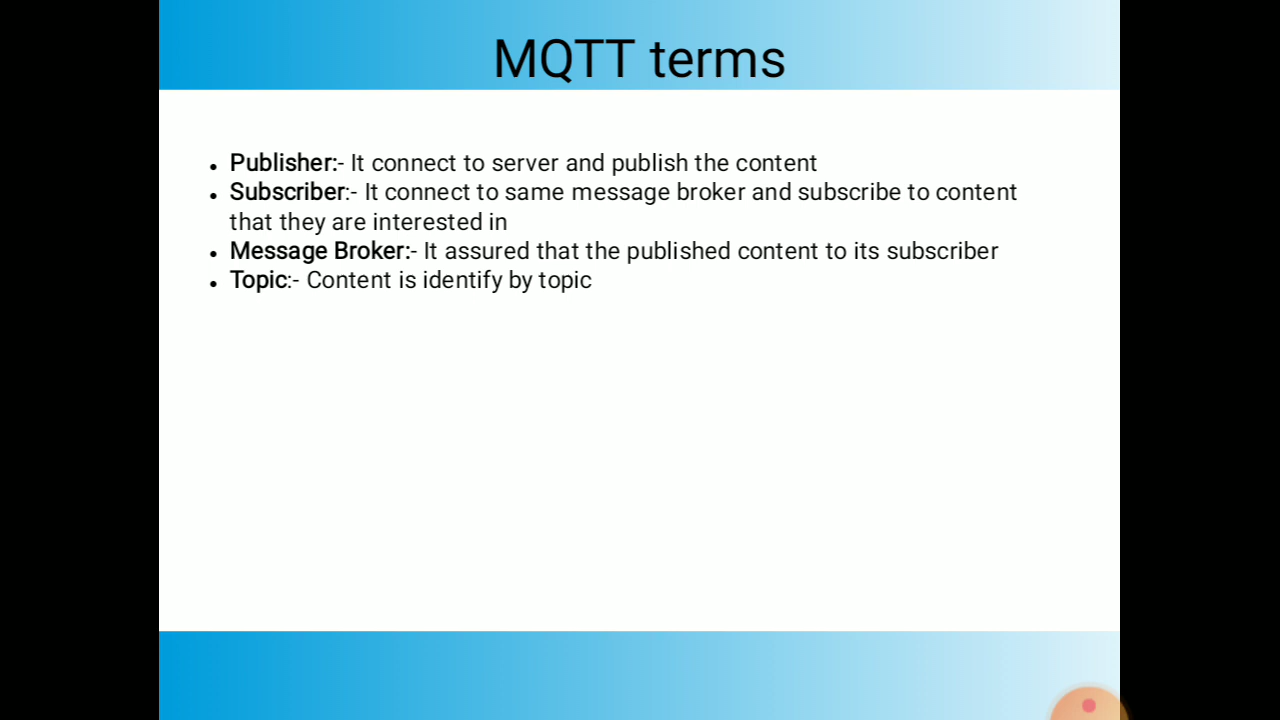 MQTT terms
• Publisher:- It connect to server and publish the content
• Subscriber:- It connect to same message broker and subscribe to content
that they are interested in
• Message Broker:- It assured that the published content to its subscriber
• Topic:- Content is identify by topic